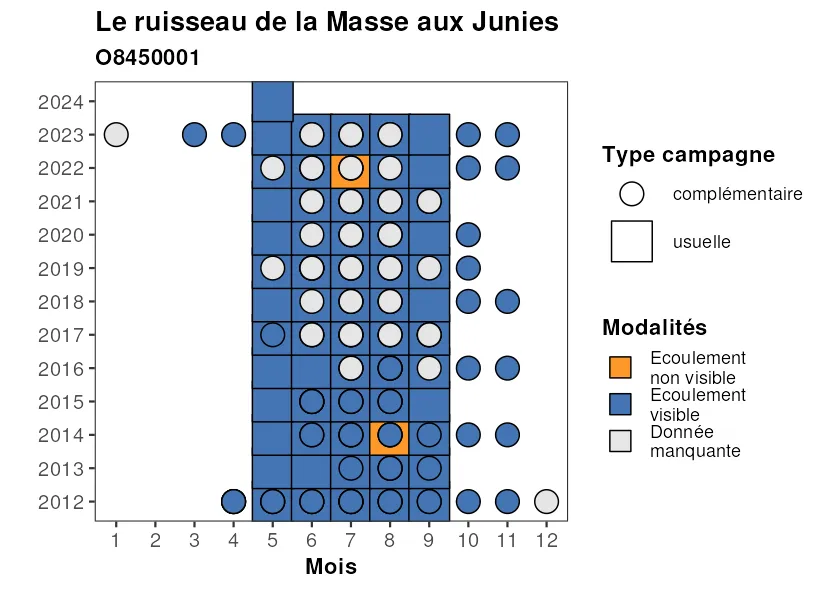 Le ruisseau de la Masse aux Junies
O8450001
2024
2023
2022
2021
2020
2019
2018
2017
2016
2015
2014
2013
2012
1 2 3 4 5 6 7 8 9 10 11 12
Mois
Type campagne
complémentaire
usuelle
Modalités
Ecoulement
non visible
Ecoulement
visible
Donnée
manquante